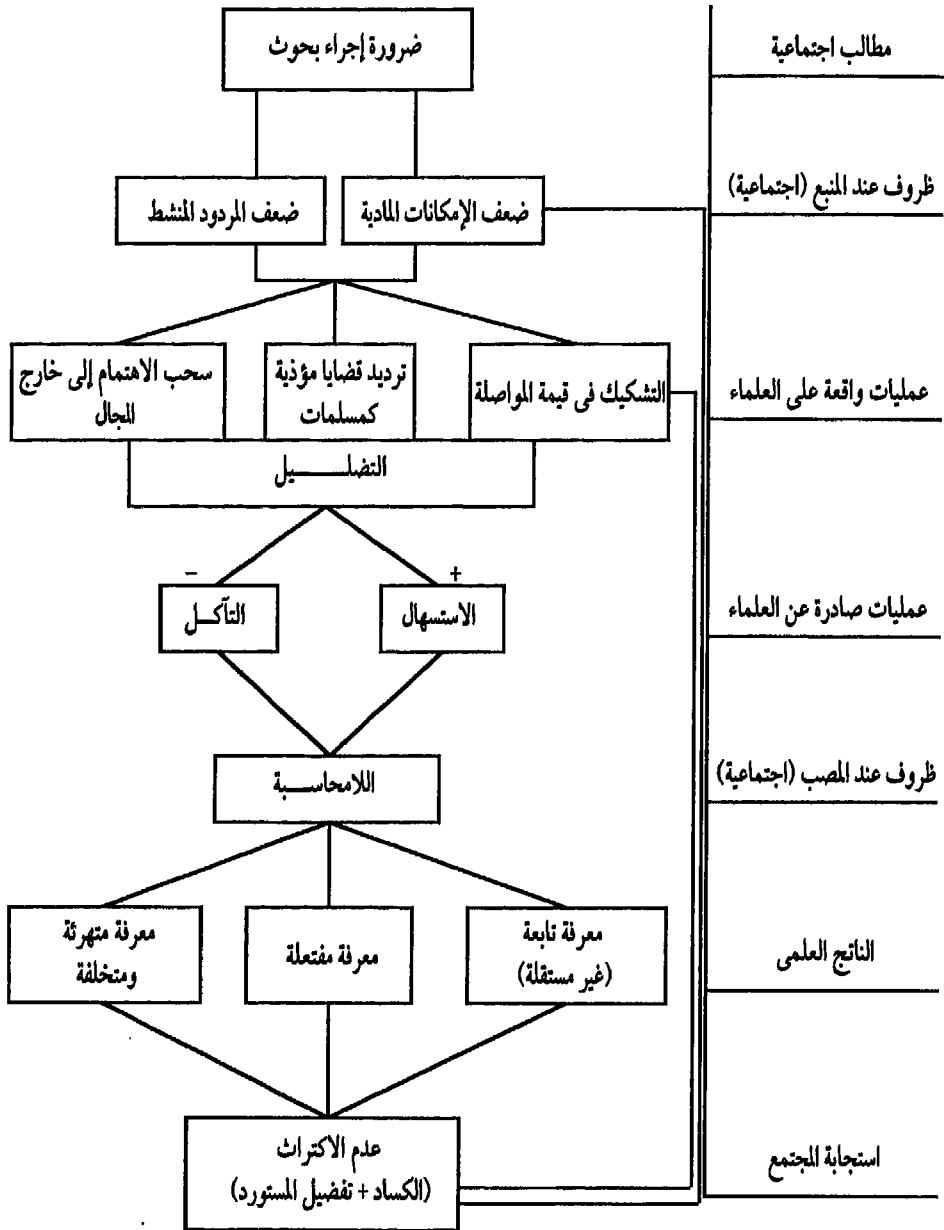 ضرورة إجراء بحوث
مطالب اجتماعية
ضعف الإمكانات المادية
ضعف المردود المنشط
ظروف عند المنبع (اجتماعية)
التشكيك فى قيمة المواصلة
ترديد قضايا مؤذية
كمسلمات
سحب الاهتمام إلى خارج
المجال
عمليات واقعة على العلماء
التضلـــــــيل
+
الاستسهال
–
التآكــل
عمليات صادرة عن العلماء
اللامحاســـبة
ظروف عند المصب (اجتماعية)
معرفة تابعة
(غير مستقلة)
معرفة مفتعلة
معرفة متهرئة
ومتخلفة
الناتج العلمى
عدم الاكتراث
(الكساد + تفضيل المستورد)
استجابة المجتمع